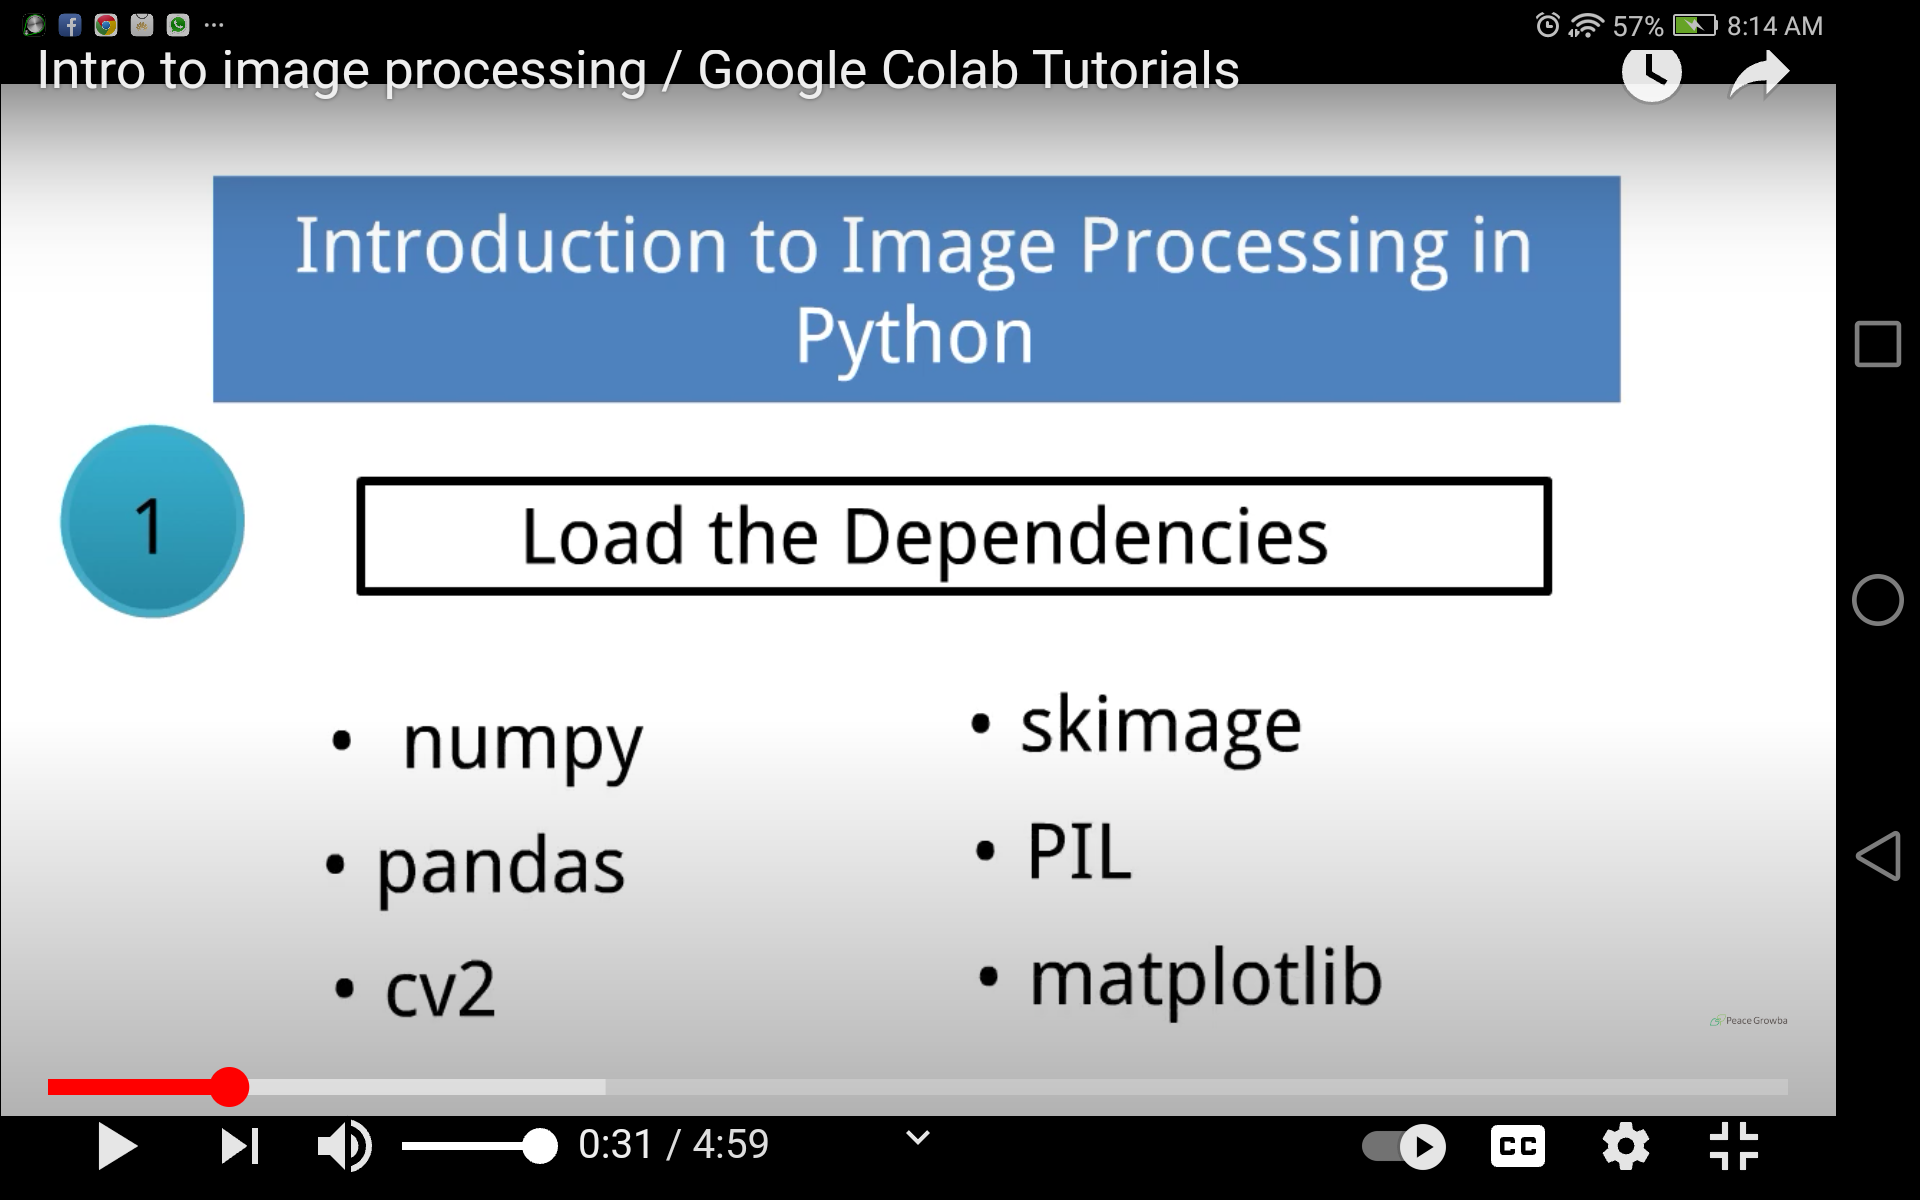 57% 8:14 AM
Intro to image processing / Google Colab Tutorials
Introduction to Image Processing in
Python
1
Load the Dependencies
• numpy
• pandas
• cv2
• skimage
• PIL
• matplotlib
Peace Growba
0:31 / 4:59
CC